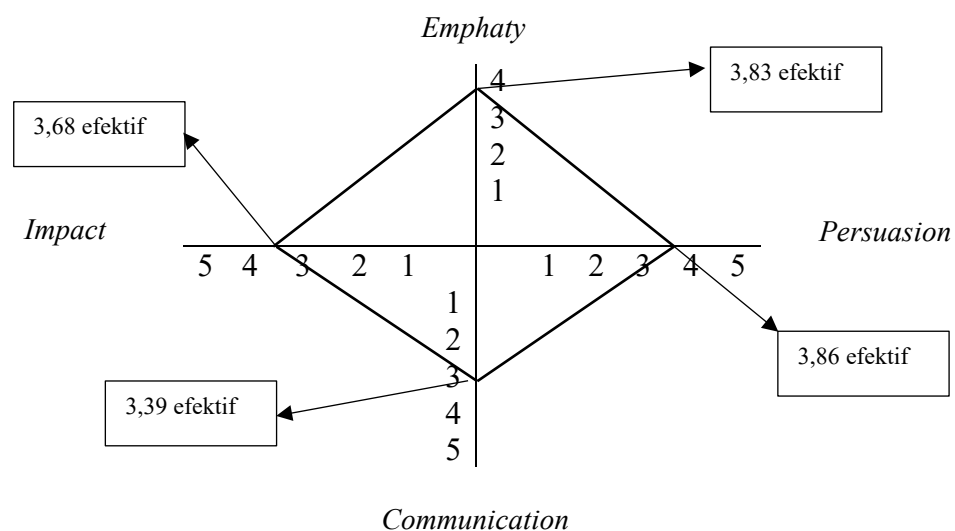 Emphaty
3,83 efektif
4
3
2
1
3,68 efektif
Impact
Persuasion
5 4 3 2 1 1 2 3 4 5
1
2
3
4
5
3,86 efektif
3,39 efektif
Communication